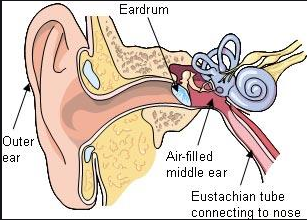 Eardrum
Outer
ear
Air-filled
middle ear
Eustachian tube
connecting to nose